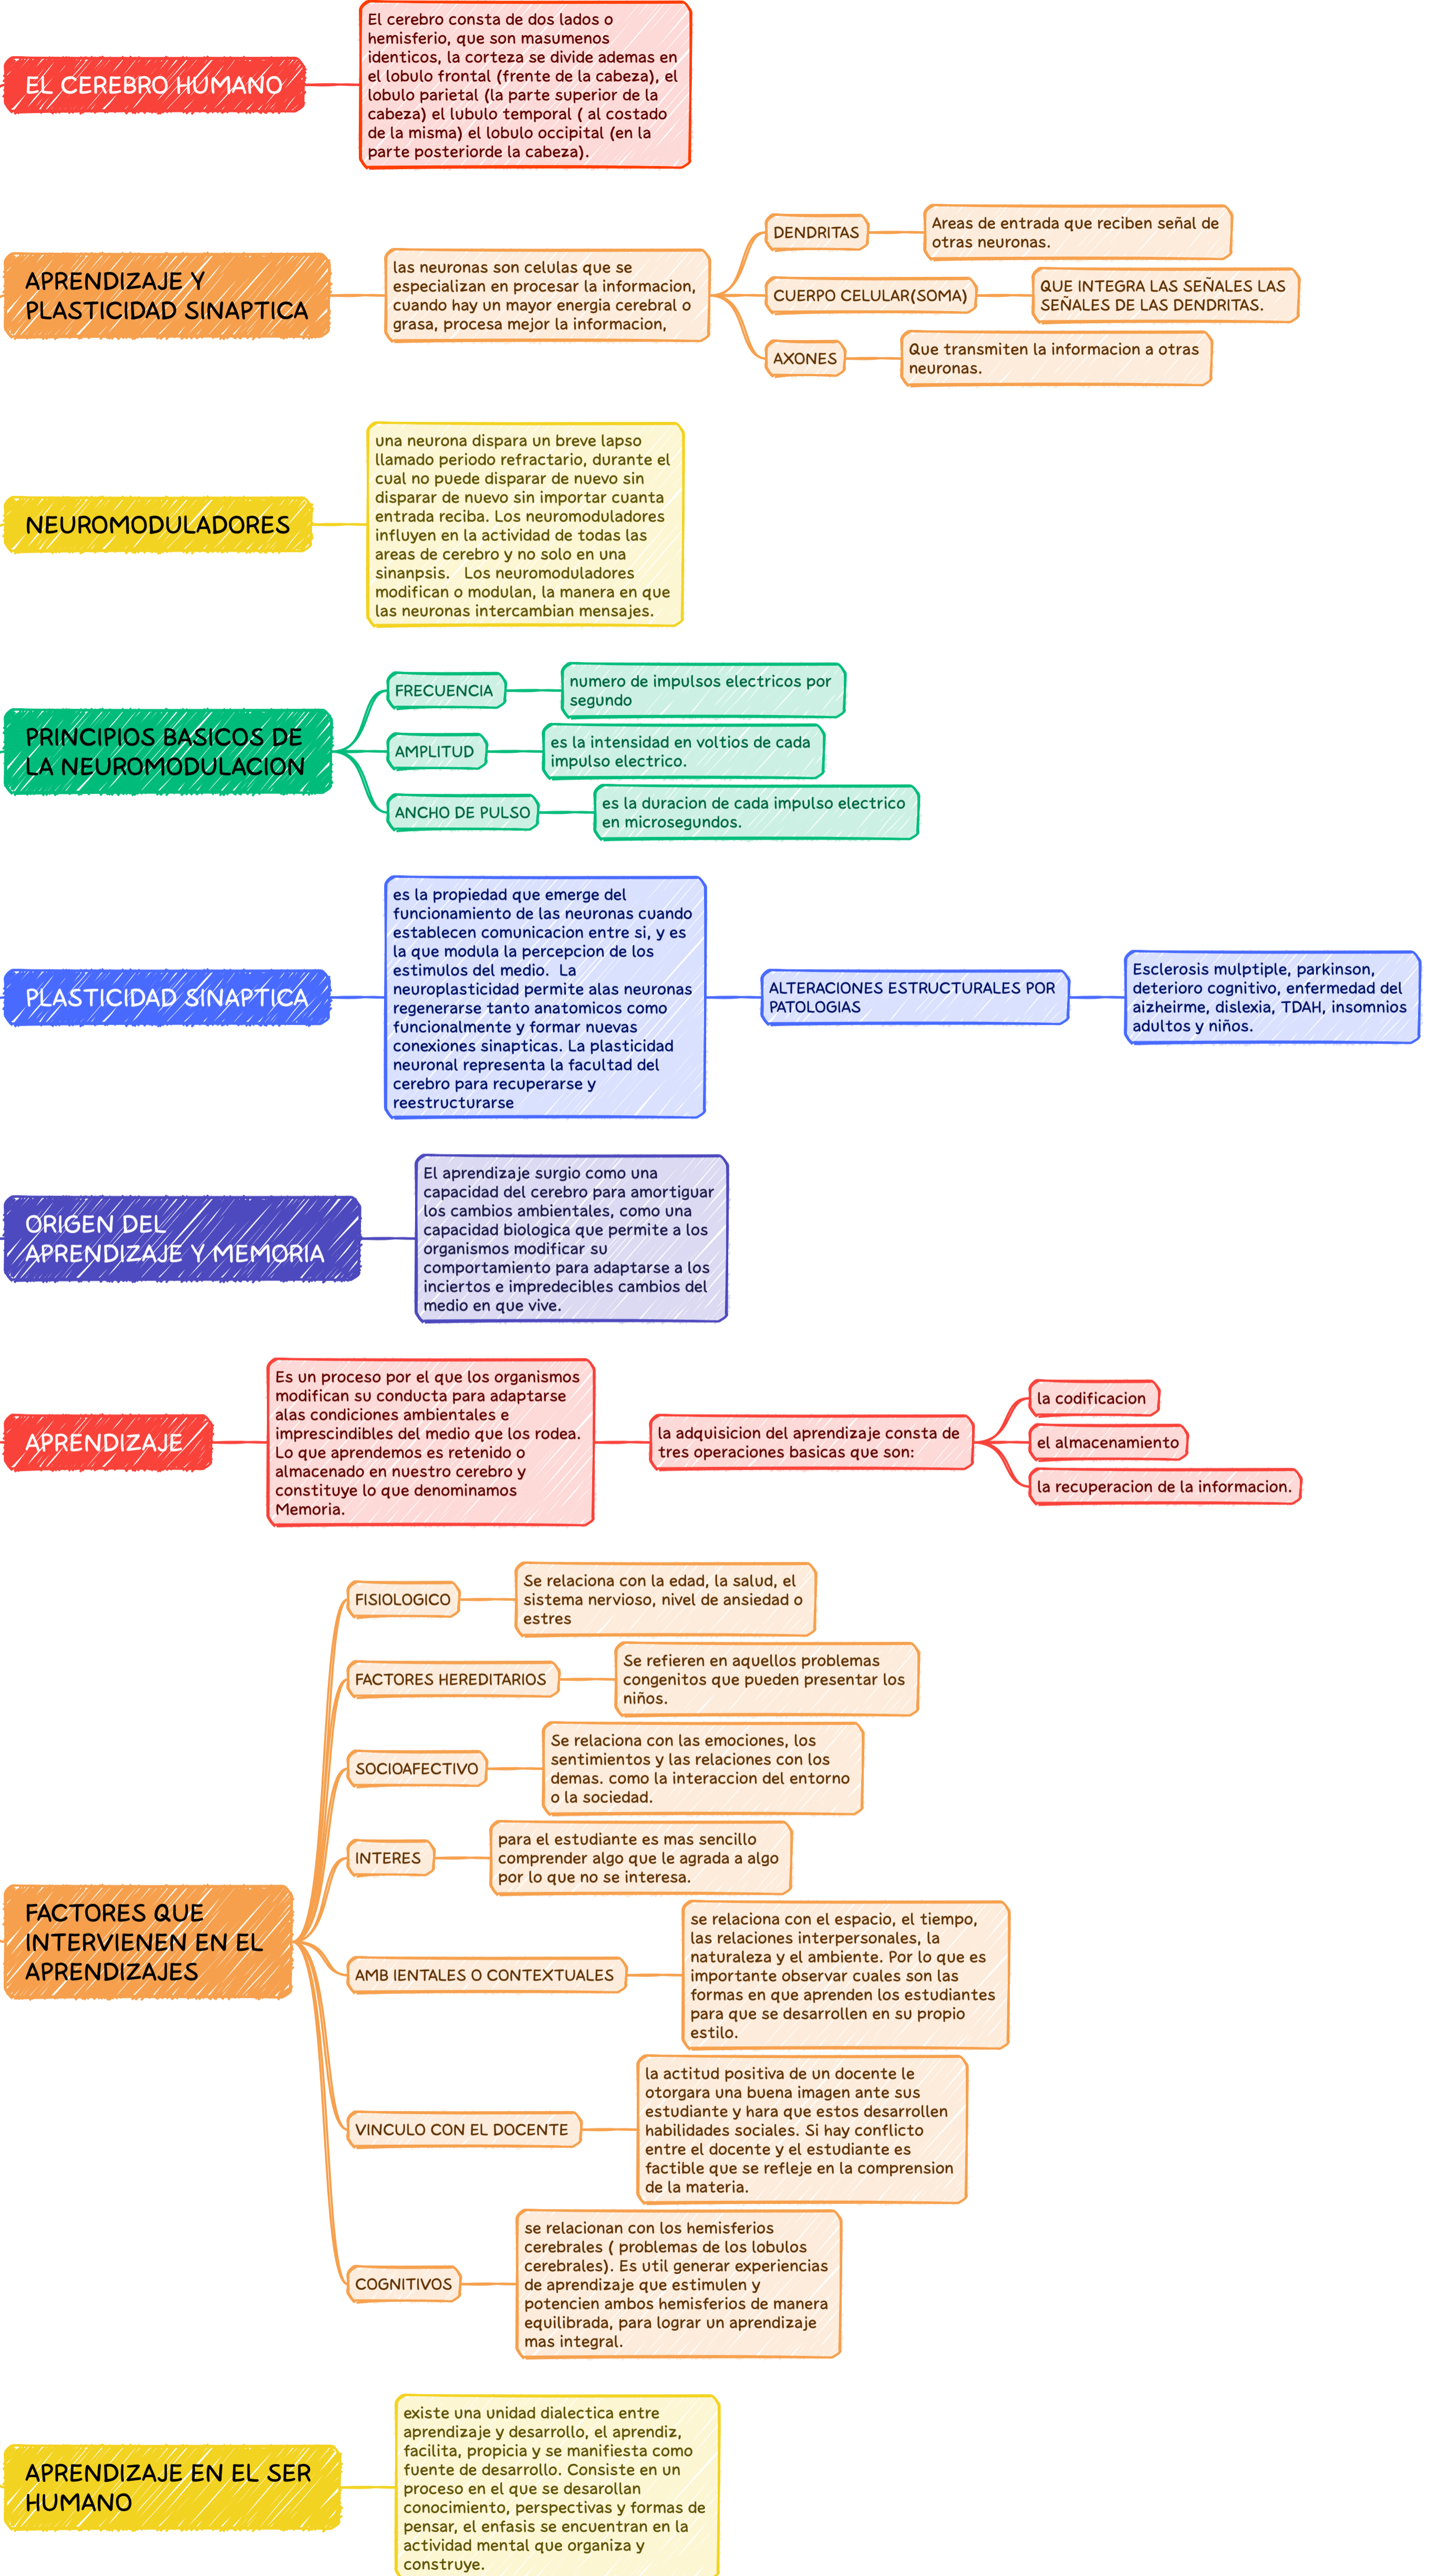 EL CEREBRO HUMANO
El cerebro consta de dos lados o
hemisferio, que son masumenos
identicos, la corteza se divide ademas en
el lobulo frontal (frente de la cabeza), el
lobulo parietal (la parte superior de la
cabeza) el lubulo temporal ( al costado
de la misma) el lobulo occipital (en la
parte posteriorde la cabeza).
APRENDIZAJE Y
PLASTICIDAD SINAPTICA
las neuronas son celulas que se
especializan en procesar la informacion,
cuando hay un mayor energia cerebral o
grasa, procesa mejor la informacion,
DENDRITAS
Areas de entrada que reciben señal de
otras neuronas.
CUERPO CELULAR(SOMA)
QUE INTEGRA LAS SEÑALES LAS
SEÑALES DE LAS DENDRITAS.
AXONES
Que transmiten la informacion a otras
neuronas.
NEUROMODULADORES
una neurona dispara un breve lapso
llamado periodo refractario, durante el
cual no puede disparar de nuevo sin
disparar de nuevo sin importar cuanta
entrada reciba. Los neuromoduladores
influyen en la actividad de todas las
areas de cerebro y no solo en una
sinanpsis.   Los neuromoduladores
modifican o modulan, la manera en que
las neuronas intercambian mensajes.
PRINCIPIOS BASICOS DE
LA NEUROMODULACION
FRECUENCIA
numero de impulsos electricos por
segundo
AMPLITUD
es la intensidad en voltios de cada
impulso electrico.
ANCHO DE PULSO
es la duracion de cada impulso electrico
en microsegundos.
PLASTICIDAD SINAPTICA
es la propiedad que emerge del
funcionamiento de las neuronas cuando
establecen comunicacion entre si, y es
la que modula la percepcion de los
estimulos del medio.  La
neuroplasticidad permite alas neuronas
regenerarse tanto anatomicos como
funcionalmente y formar nuevas
conexiones sinapticas. La plasticidad
neuronal representa la facultad del
cerebro para recuperarse y
reestructurarse
ALTERACIONES ESTRUCTURALES POR
PATOLOGIAS
Esclerosis mulptiple, parkinson,
deterioro cognitivo, enfermedad del
aizheirme, dislexia, TDAH, insomnios
adultos y niños.
ORIGEN DEL
APRENDIZAJE Y MEMORIA
El aprendizaje surgio como una
capacidad del cerebro para amortiguar
los cambios ambientales, como una
capacidad biologica que permite a los
organismos modificar su
comportamiento para adaptarse a los
inciertos e impredecibles cambios del
medio en que vive.
APRENDIZAJE
Es un proceso por el que los organismos
modifican su conducta para adaptarse
alas condiciones ambientales e
imprescindibles del medio que los rodea.
Lo que aprendemos es retenido o
almacenado en nuestro cerebro y
constituye lo que denominamos
Memoria.
la adquisicion del aprendizaje consta de
tres operaciones basicas que son:
la codificacion
el almacenamiento
la recuperacion de la informacion.
FACTORES QUE
INTERVIENEN EN EL
APRENDIZAJES
FISIOLOGICO
Se relaciona con la edad, la salud, el
sistema nervioso, nivel de ansiedad o
estres
FACTORES HEREDITARIOS
Se refieren en aquellos problemas
congenitos que pueden presentar los
niños.
SOCIOAFECTIVO
Se relaciona con las emociones, los
sentimientos y las relaciones con los
demas. como la interaccion del entorno
o la sociedad.
INTERES
para el estudiante es mas sencillo
comprender algo que le agrada a algo
por lo que no se interesa.
AMB IENTALES O CONTEXTUALES
se relaciona con el espacio, el tiempo,
las relaciones interpersonales, la
naturaleza y el ambiente. Por lo que es
importante observar cuales son las
formas en que aprenden los estudiantes
para que se desarrollen en su propio
estilo.
VINCULO CON EL DOCENTE
la actitud positiva de un docente le
otorgara una buena imagen ante sus
estudiante y hara que estos desarrollen
habilidades sociales. Si hay conflicto
entre el docente y el estudiante es
factible que se refleje en la comprension
de la materia.
COGNITIVOS
se relacionan con los hemisferios
cerebrales ( problemas de los lobulos
cerebrales). Es util generar experiencias
de aprendizaje que estimulen y
potencien ambos hemisferios de manera
equilibrada, para lograr un aprendizaje
mas integral.
APRENDIZAJE EN EL SER
HUMANO
existe una unidad dialectica entre
aprendizaje y desarrollo, el aprendiz,
facilita, propicia y se manifiesta como
fuente de desarrollo. Consiste en un
proceso en el que se desarollan
conocimiento, perspectivas y formas de
pensar, el enfasis se encuentran en la
actividad mental que organiza y
construye.